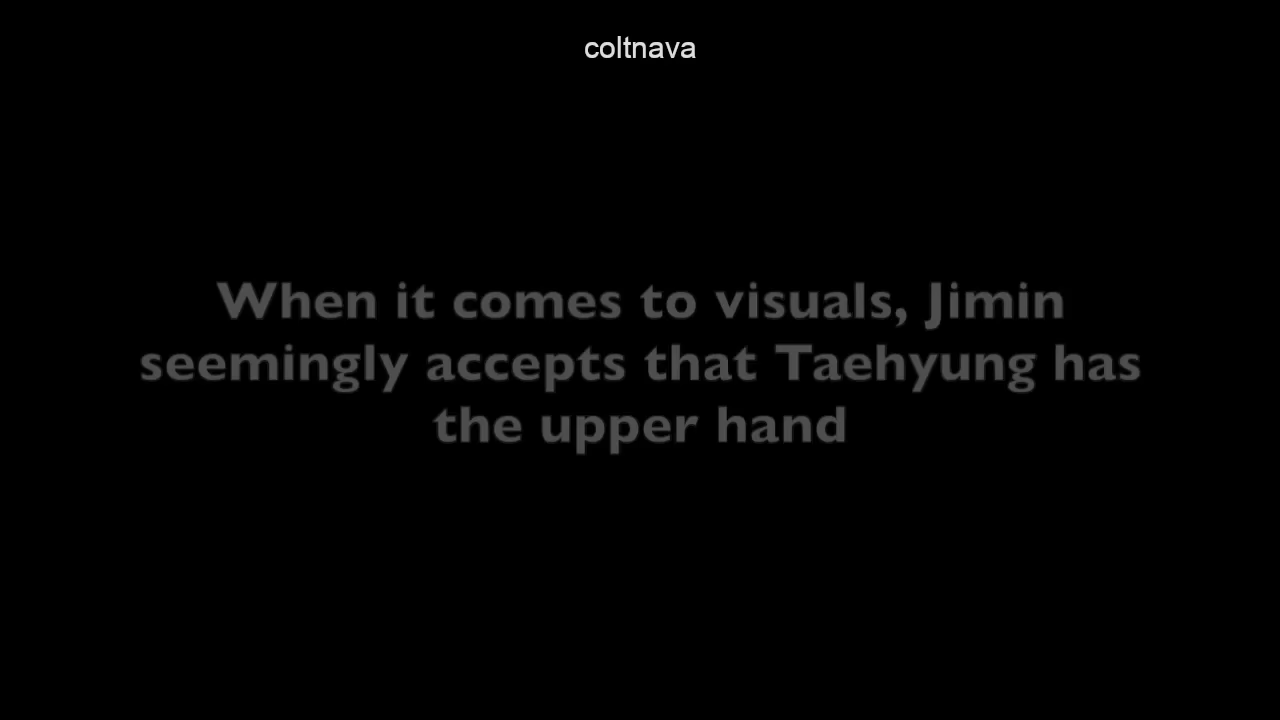 coltnava
When it comes to visuals, Jimin
seemingly accepts that Taehyung has
the upper hand